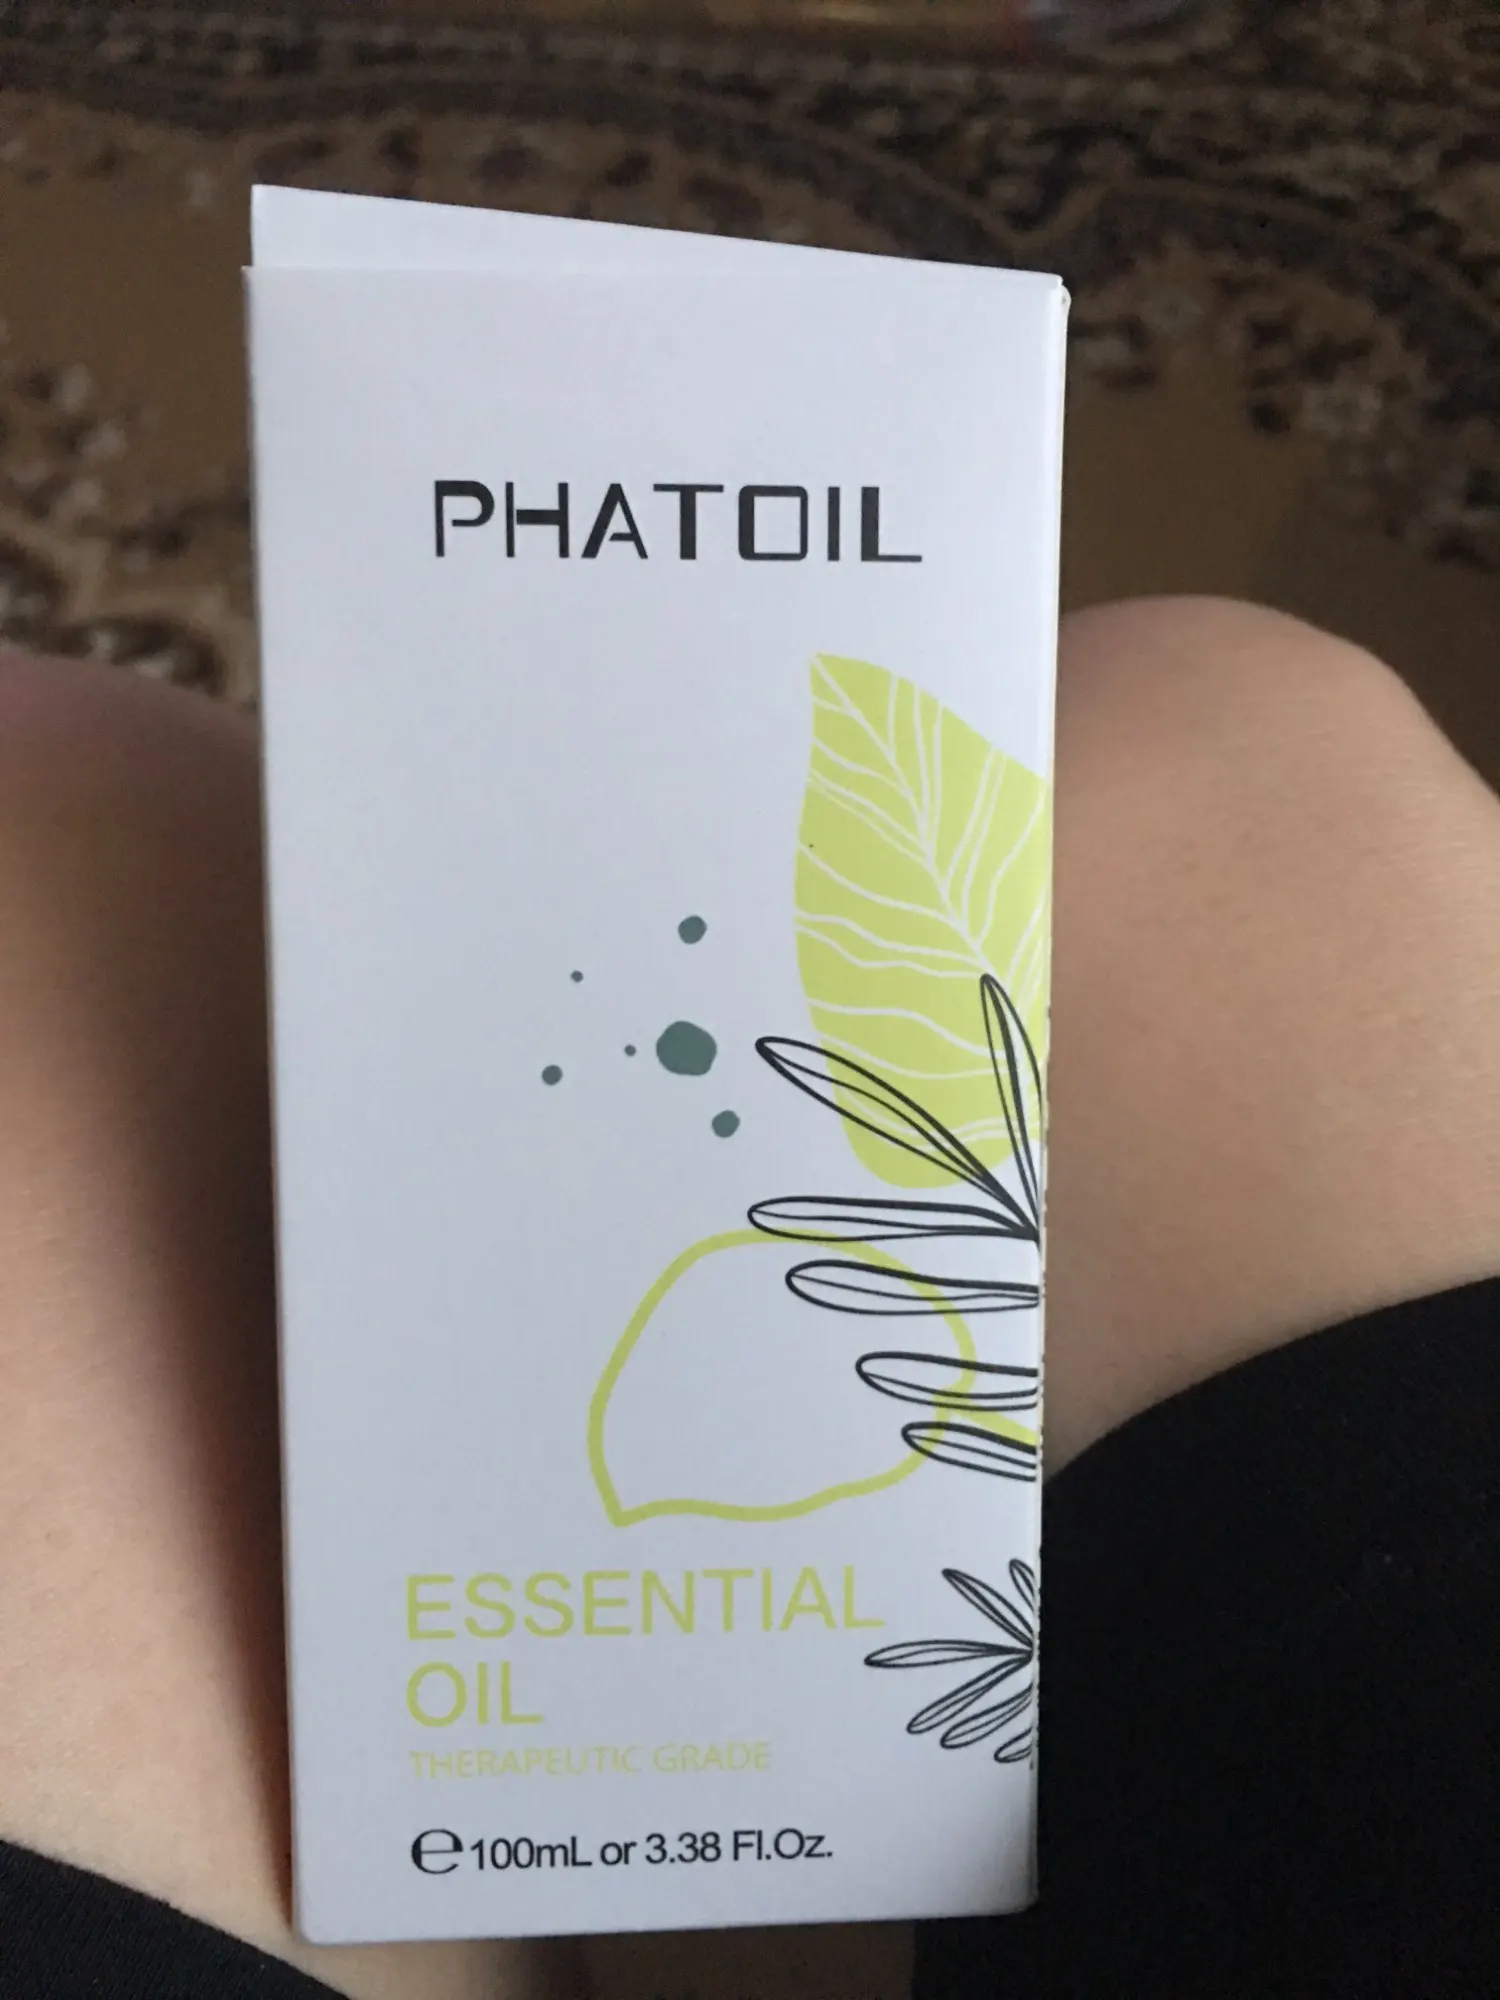 PHATOIL
ESSENTIAL
OIL
THERAPEUTIC GRADE
℮100mL or 3.38 Fl.Oz.